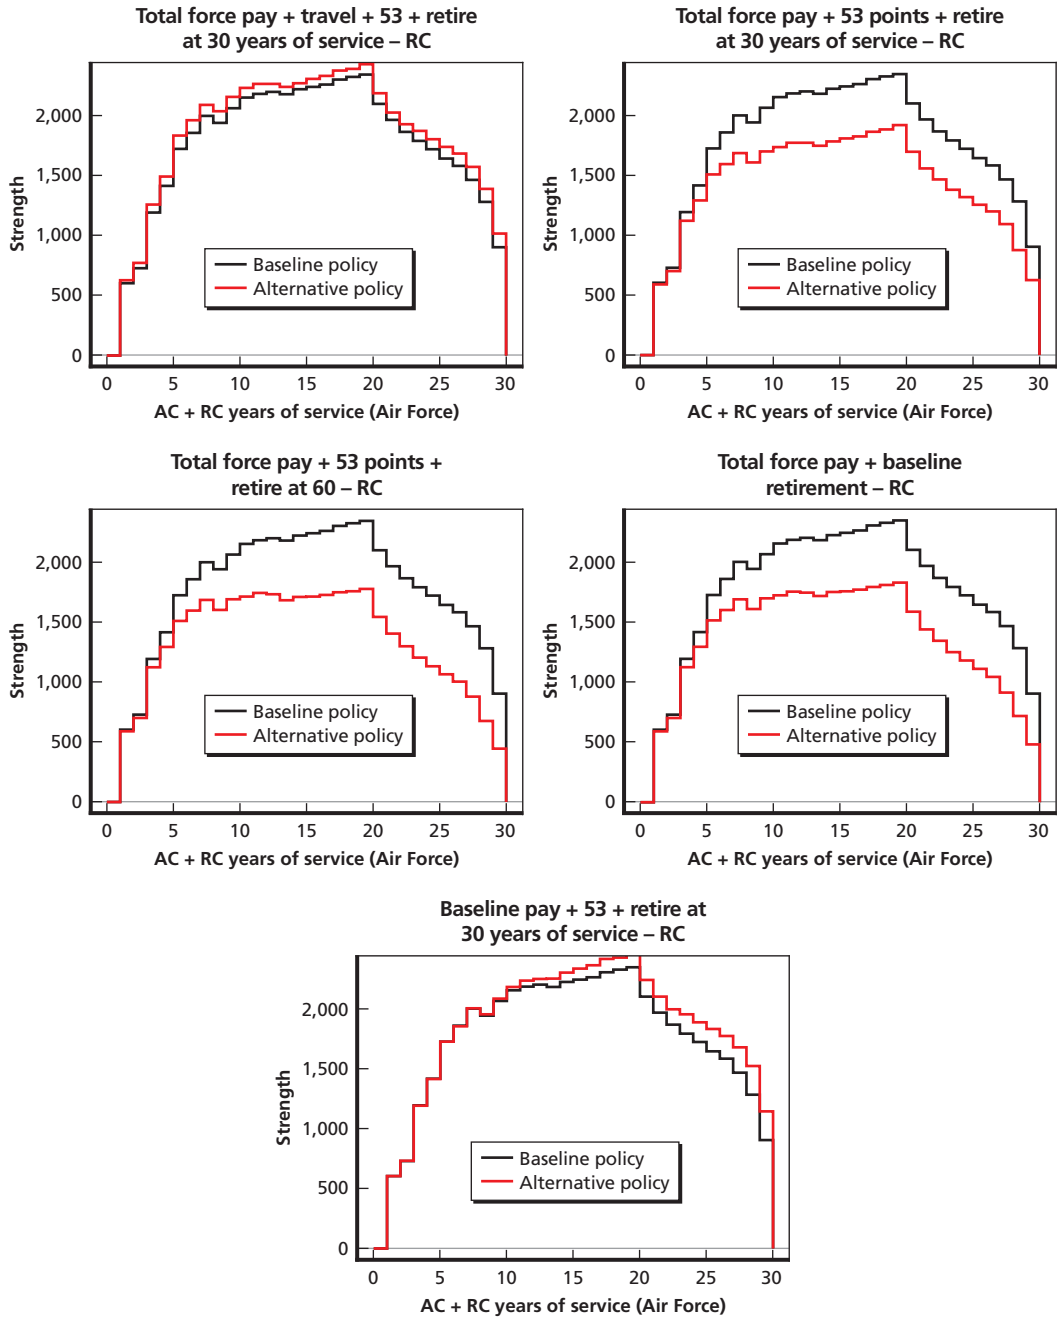 Total force pay + travel + 53 + retire
at 30 years of service – RC
Strength
2,000
1,500
1,000
500
0
Baseline policy
Alternative policy
0 5 10 15 20 25 30
AC + RC years of service (Air Force)
Total force pay + 53 points + retire
at 30 years of service – RC
Strength
2,000
1,500
1,000
500
0
Baseline policy
Alternative policy
0 5 10 15 20 25 30
AC + RC years of service (Air Force)
Total force pay + 53 points +
retire at 60 – RC
Strength
2,000
1,500
1,000
500
0
Baseline policy
Alternative policy
0 5 10 15 20 25 30
AC + RC years of service (Air Force)
Total force pay + baseline
retirement – RC
Strength
2,000
1,500
1,000
500
0
Baseline policy
Alternative policy
0 5 10 15 20 25 30
AC + RC years of service (Air Force)
Baseline pay + 53 + retire at
30 years of service – RC
Strength
2,000
1,500
1,000
500
0
Baseline policy
Alternative policy
0 5 10 15 20 25 30
AC + RC years of service (Air Force)